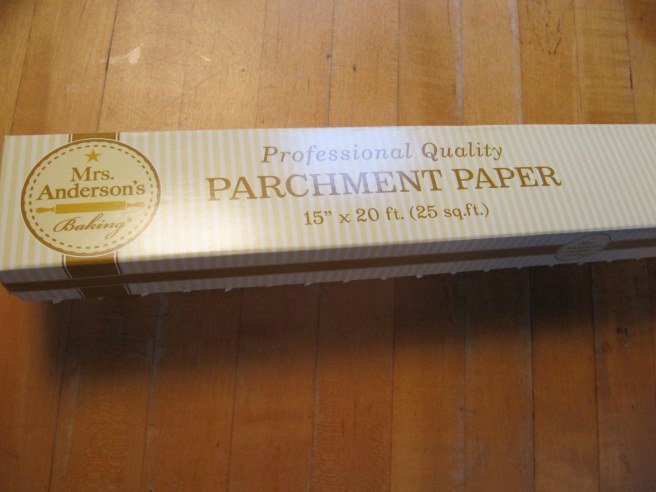 Mrs.
Anderson's
Baking®
Professional Quality
PARCHMENT PAPER
15" x 20 ft. (25 sq.ft.)